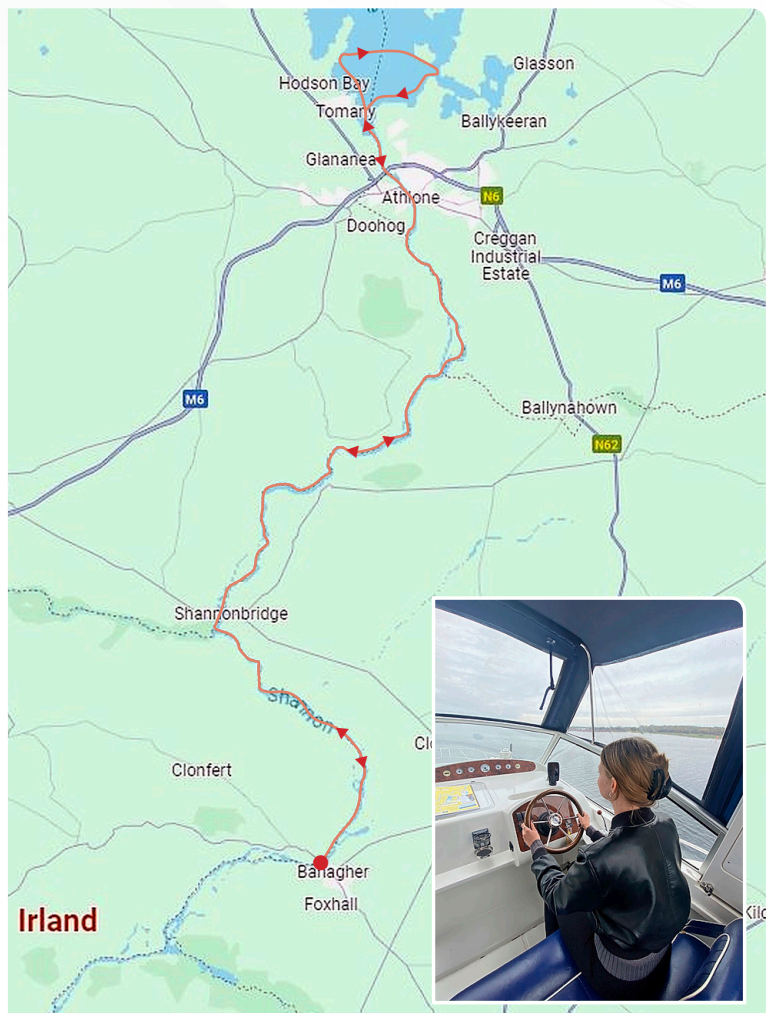 Glasson
Hodson Bay
Tomany
Ballykeeran
Glananea
N6
Athlone
Doohog
Creggan
Industrial
Estate
M6
M6
Ballynahown
N62
Shannonbridge
Shannon
Clonfert
Banagher
Foxhall
Irland